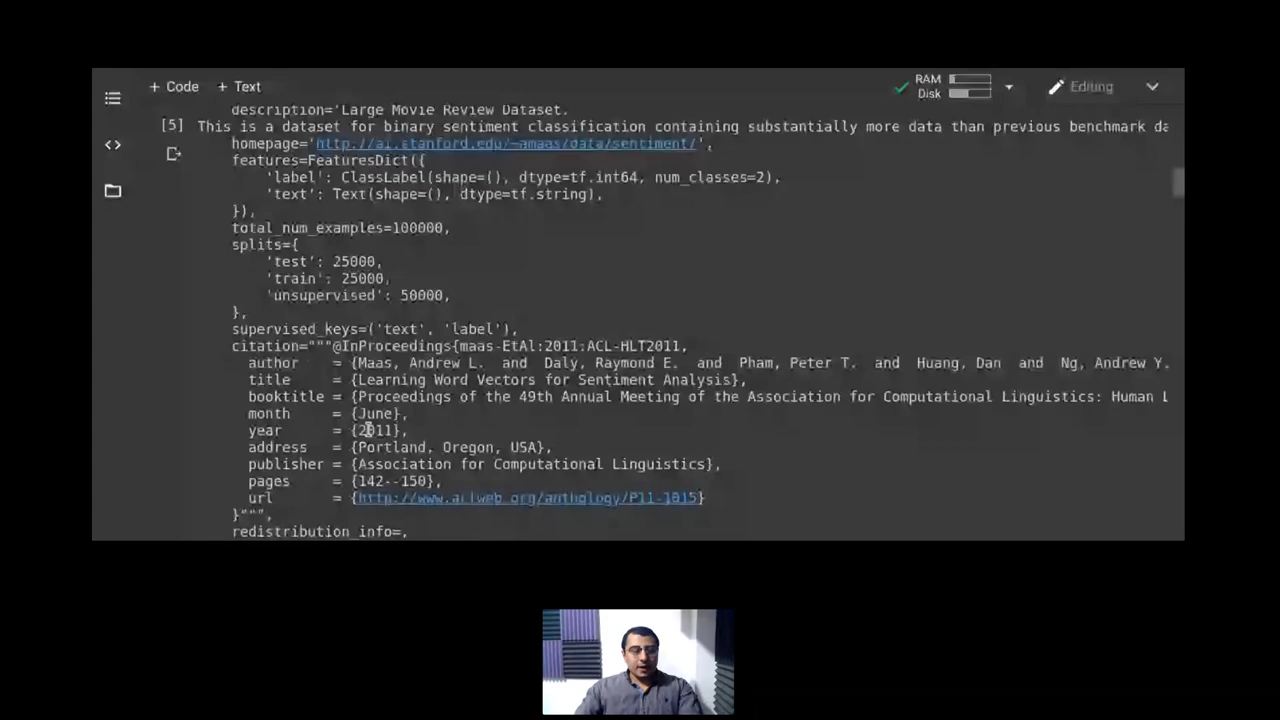 + Code + Text
RAM
Disk
Editing
description='Large Movie Review Dataset.
[5] This is a dataset for binary sentiment classification containing substantially more data than previous benchmark da
homepage='http://ai.stanford.edu/~amaas/data/sentiment/',
features=FeaturesDict({
'label': ClassLabel(shape=(), dtype=tf.int64, num_classes=2),
'text': Text(shape=(), dtype=tf.string),
}),
total_num_examples=100000,
splits={
'test': 25000,
'train': 25000,
'unsupervised': 50000,
},
supervised_keys=('text', 'label'),
citation="""@InProceedings{maas-EtAl:2011:ACL-HLT2011,
author = {Maas, Andrew L. and Daly, Raymond E. and Pham, Peter T. and Huang, Dan and Ng, Andrew Y.
title = {Learning Word Vectors for Sentiment Analysis},
booktitle = {Proceedings of the 49th Annual Meeting of the Association for Computational Linguistics: Human L
month = {June},
year = {2011},
address = {Portland, Oregon, USA},
publisher = {Association for Computational Linguistics},
pages = {142--150},
url = {http://www.aclweb.org/anthology/P11-1015}
}""",
redistribution_info=,